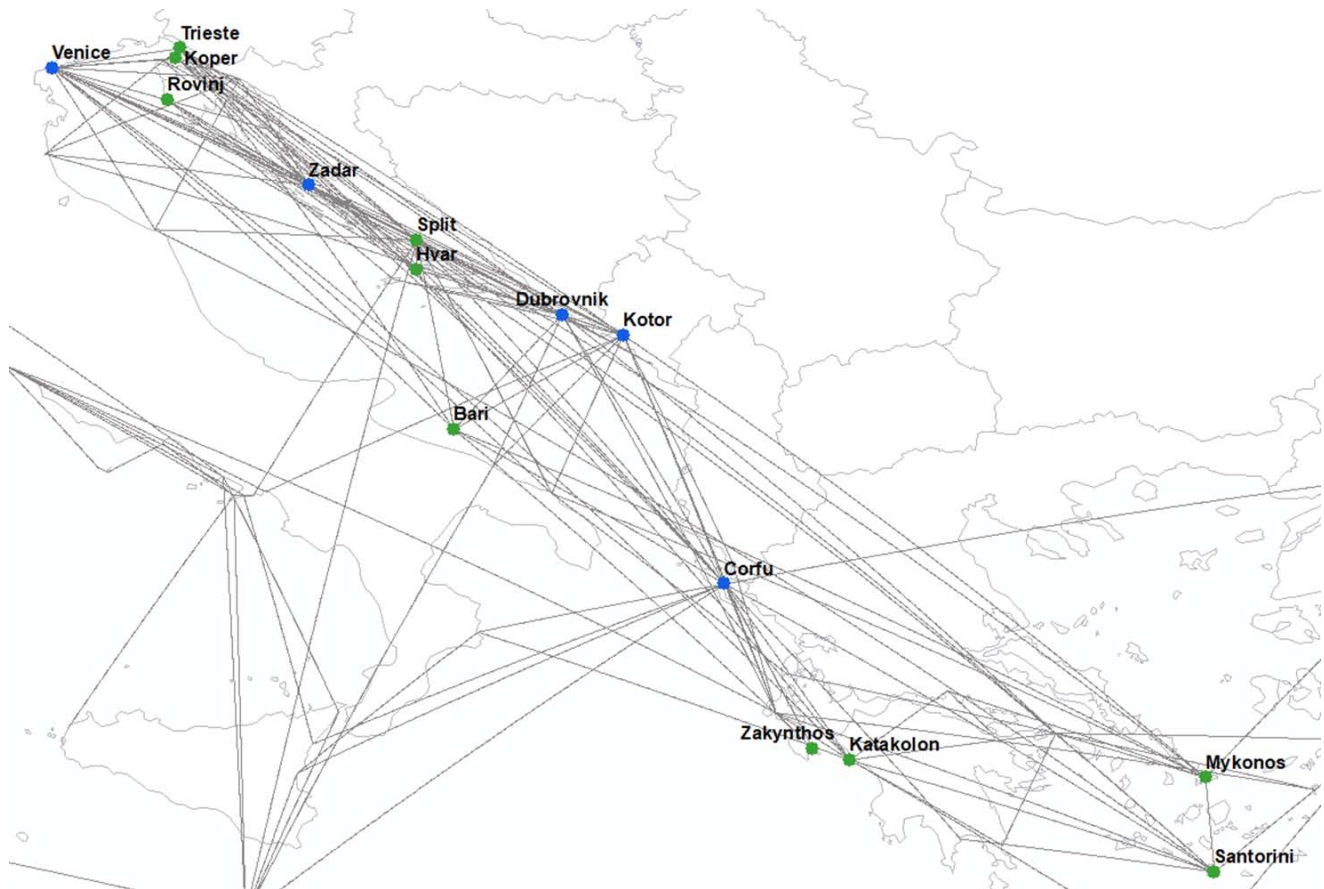 Trieste
Venice
Koper
Rovinj
Zadar
Split
Hvar
Dubrovnik
Kotor
Bari
Corfu
Zakynthos
Katakolon
Mykonos
Santorini